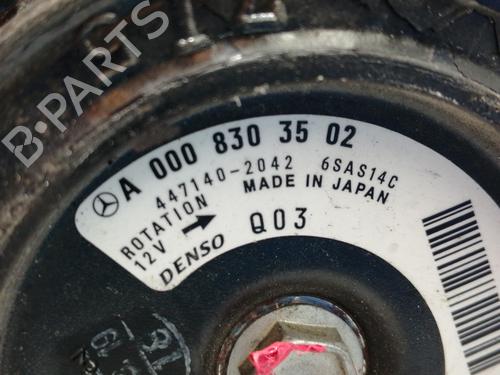 A 000 830 35 02
447140-2042 6SAS14C
ROTATION
MADE IN JAPAN
12V
DENSO
Q03
B-PARTS